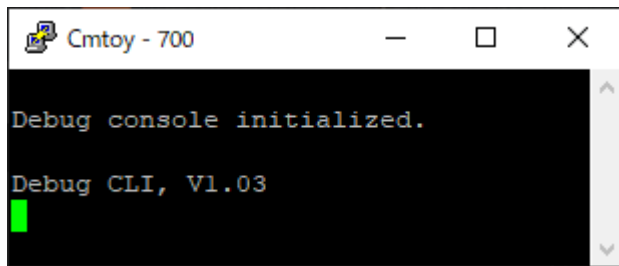 Cmtoy - 700
Debug console initialized.
Debug CLI, V1.03